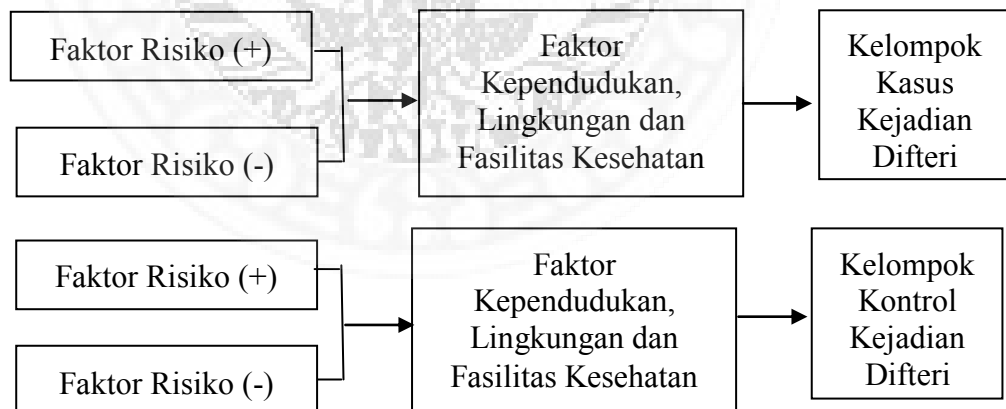 Faktor Risiko (+)
Faktor Risiko (-)
Faktor
Kependudukan,
Lingkungan dan
Fasilitas Kesehatan
Kelompok
Kasus
Kejadian
Difteri
Faktor Risiko (+)
Faktor Risiko (-)
Faktor
Kependudukan,
Lingkungan dan
Fasilitas Kesehatan
Kelompok
Kontrol
Kejadian
Difteri